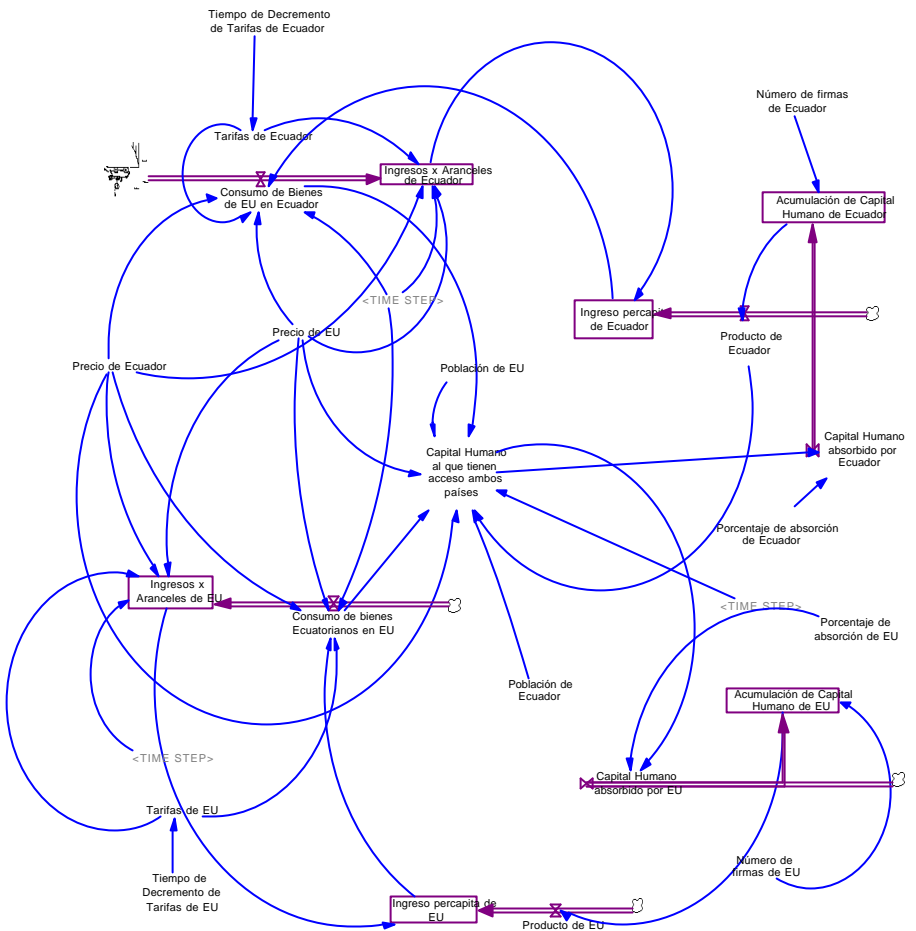 Tiempo de Decremento
de Tarifas de Ecuador
Número de firmas
de Ecuador
Tarifas de Ecuador
Ingresos x Aranceles
de Ecuador
Consumo de Bienes
de EU en Ecuador
Acumulación de Capital
Humano de Ecuador
<TIME STEP>
Ingreso percapita
de Ecuador
Precio de EU
Producto de
Ecuador
Precio de Ecuador
Población de EU
Capital Humano
al que tienen
acceso ambos
países
Capital Humano
absorbido por
Ecuador
Porcentaje de absorción
de Ecuador
Ingresos x
Aranceles de EU
Consumo de bienes
Ecuatorianos en EU
<TIME STEP>
Porcentaje de
absorción de EU
Población de
Ecuador
Acumulación de Capital
Humano de EU
<TIME STEP>
Capital Humano
absorbido por EU
Tarifas de EU
Número de
firmas de EU
Tiempo de
Decremento de
Tarifas de EU
Ingreso percapita de
EU
Producto de EU